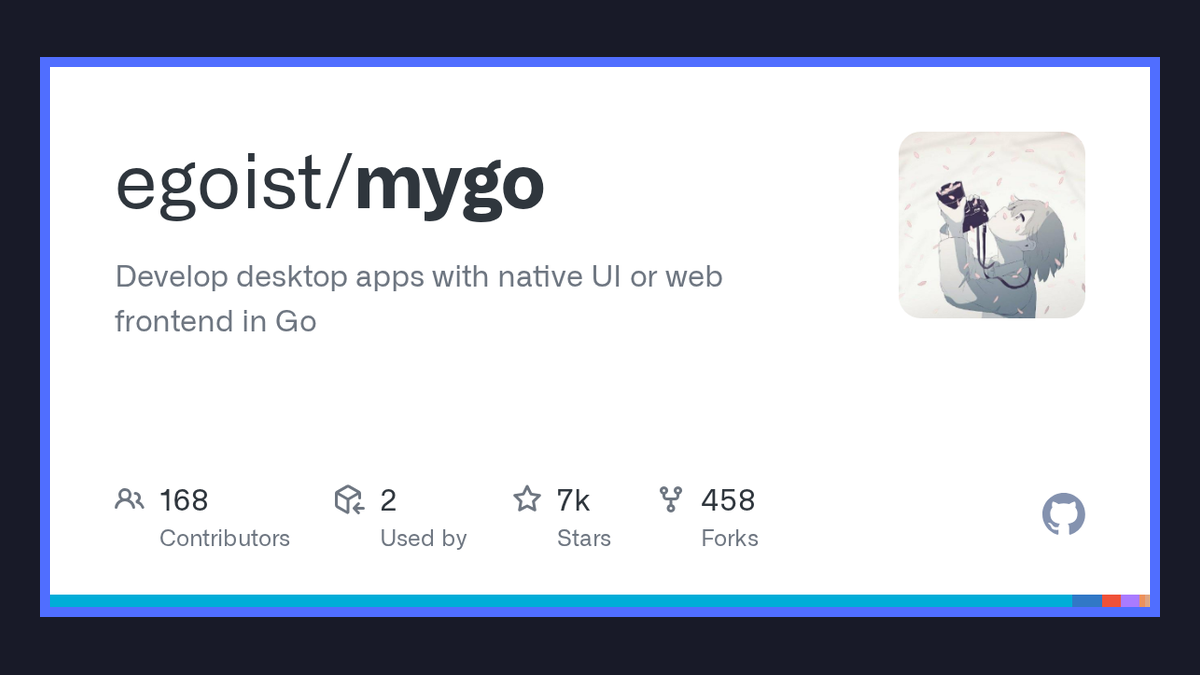 egoist/mygo
Develop desktop apps with native UI or web
frontend in Go
168
Contributors
2
Used by
7k
Stars
458
Forks